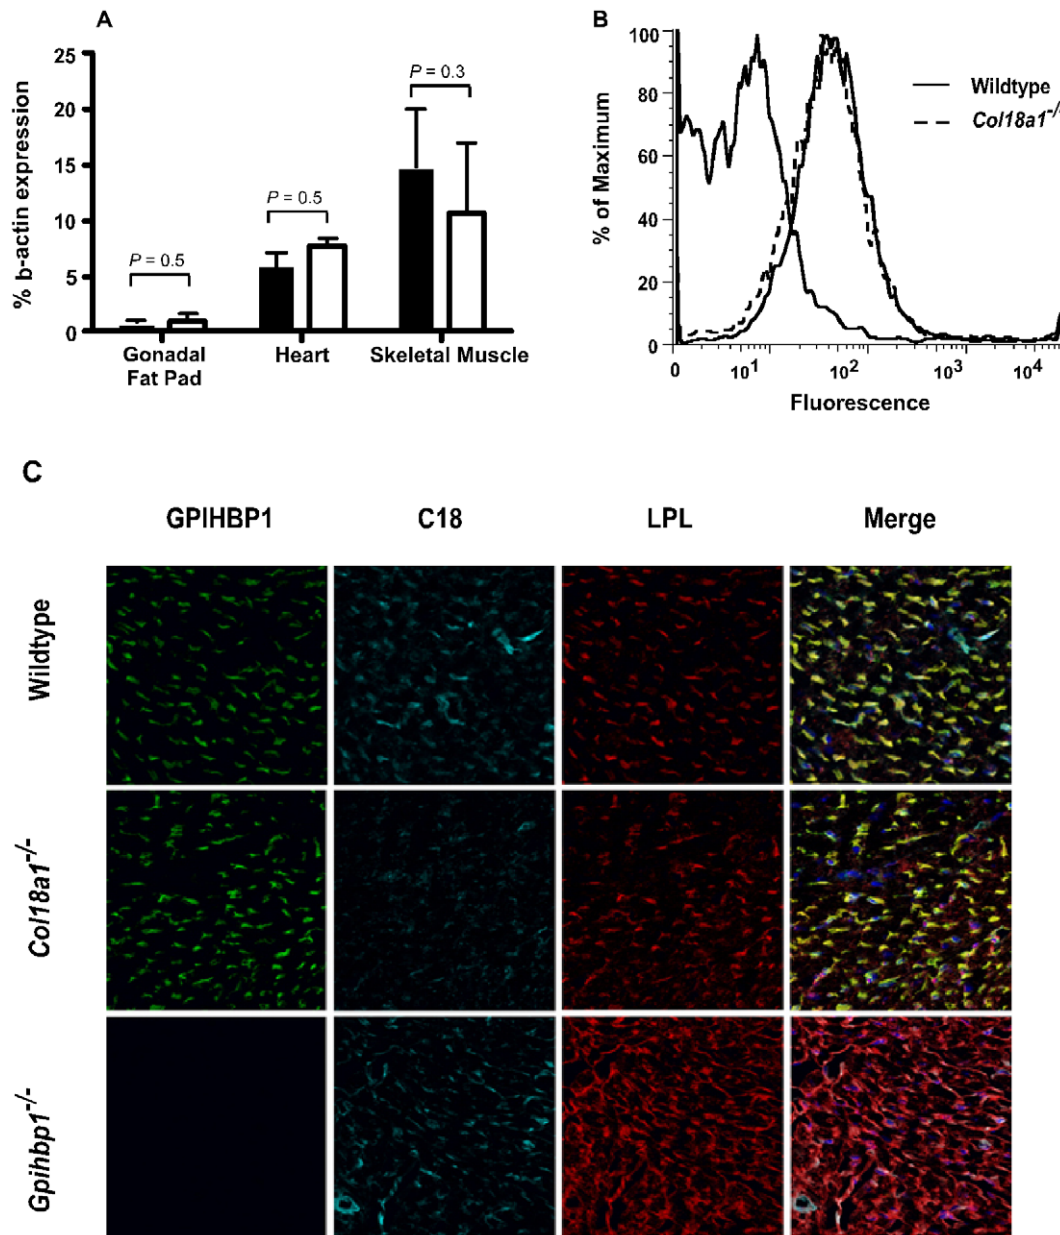 A
% b-actin expression
25
20
15
10
5
0
P = 0.5
P = 0.5
P = 0.3
Gonadal
Fat Pad
Heart
Skeletal Muscle
B
% of Maximum
100
80
60
40
20
0
0
10¹
10²
10³
10⁴
Fluorescence
Wildtype
Col18a1⁻/⁻
C
GPIHBP1
C18
LPL
Merge
Wildtype
Col18a1⁻/⁻
Gpihbp1⁻/⁻